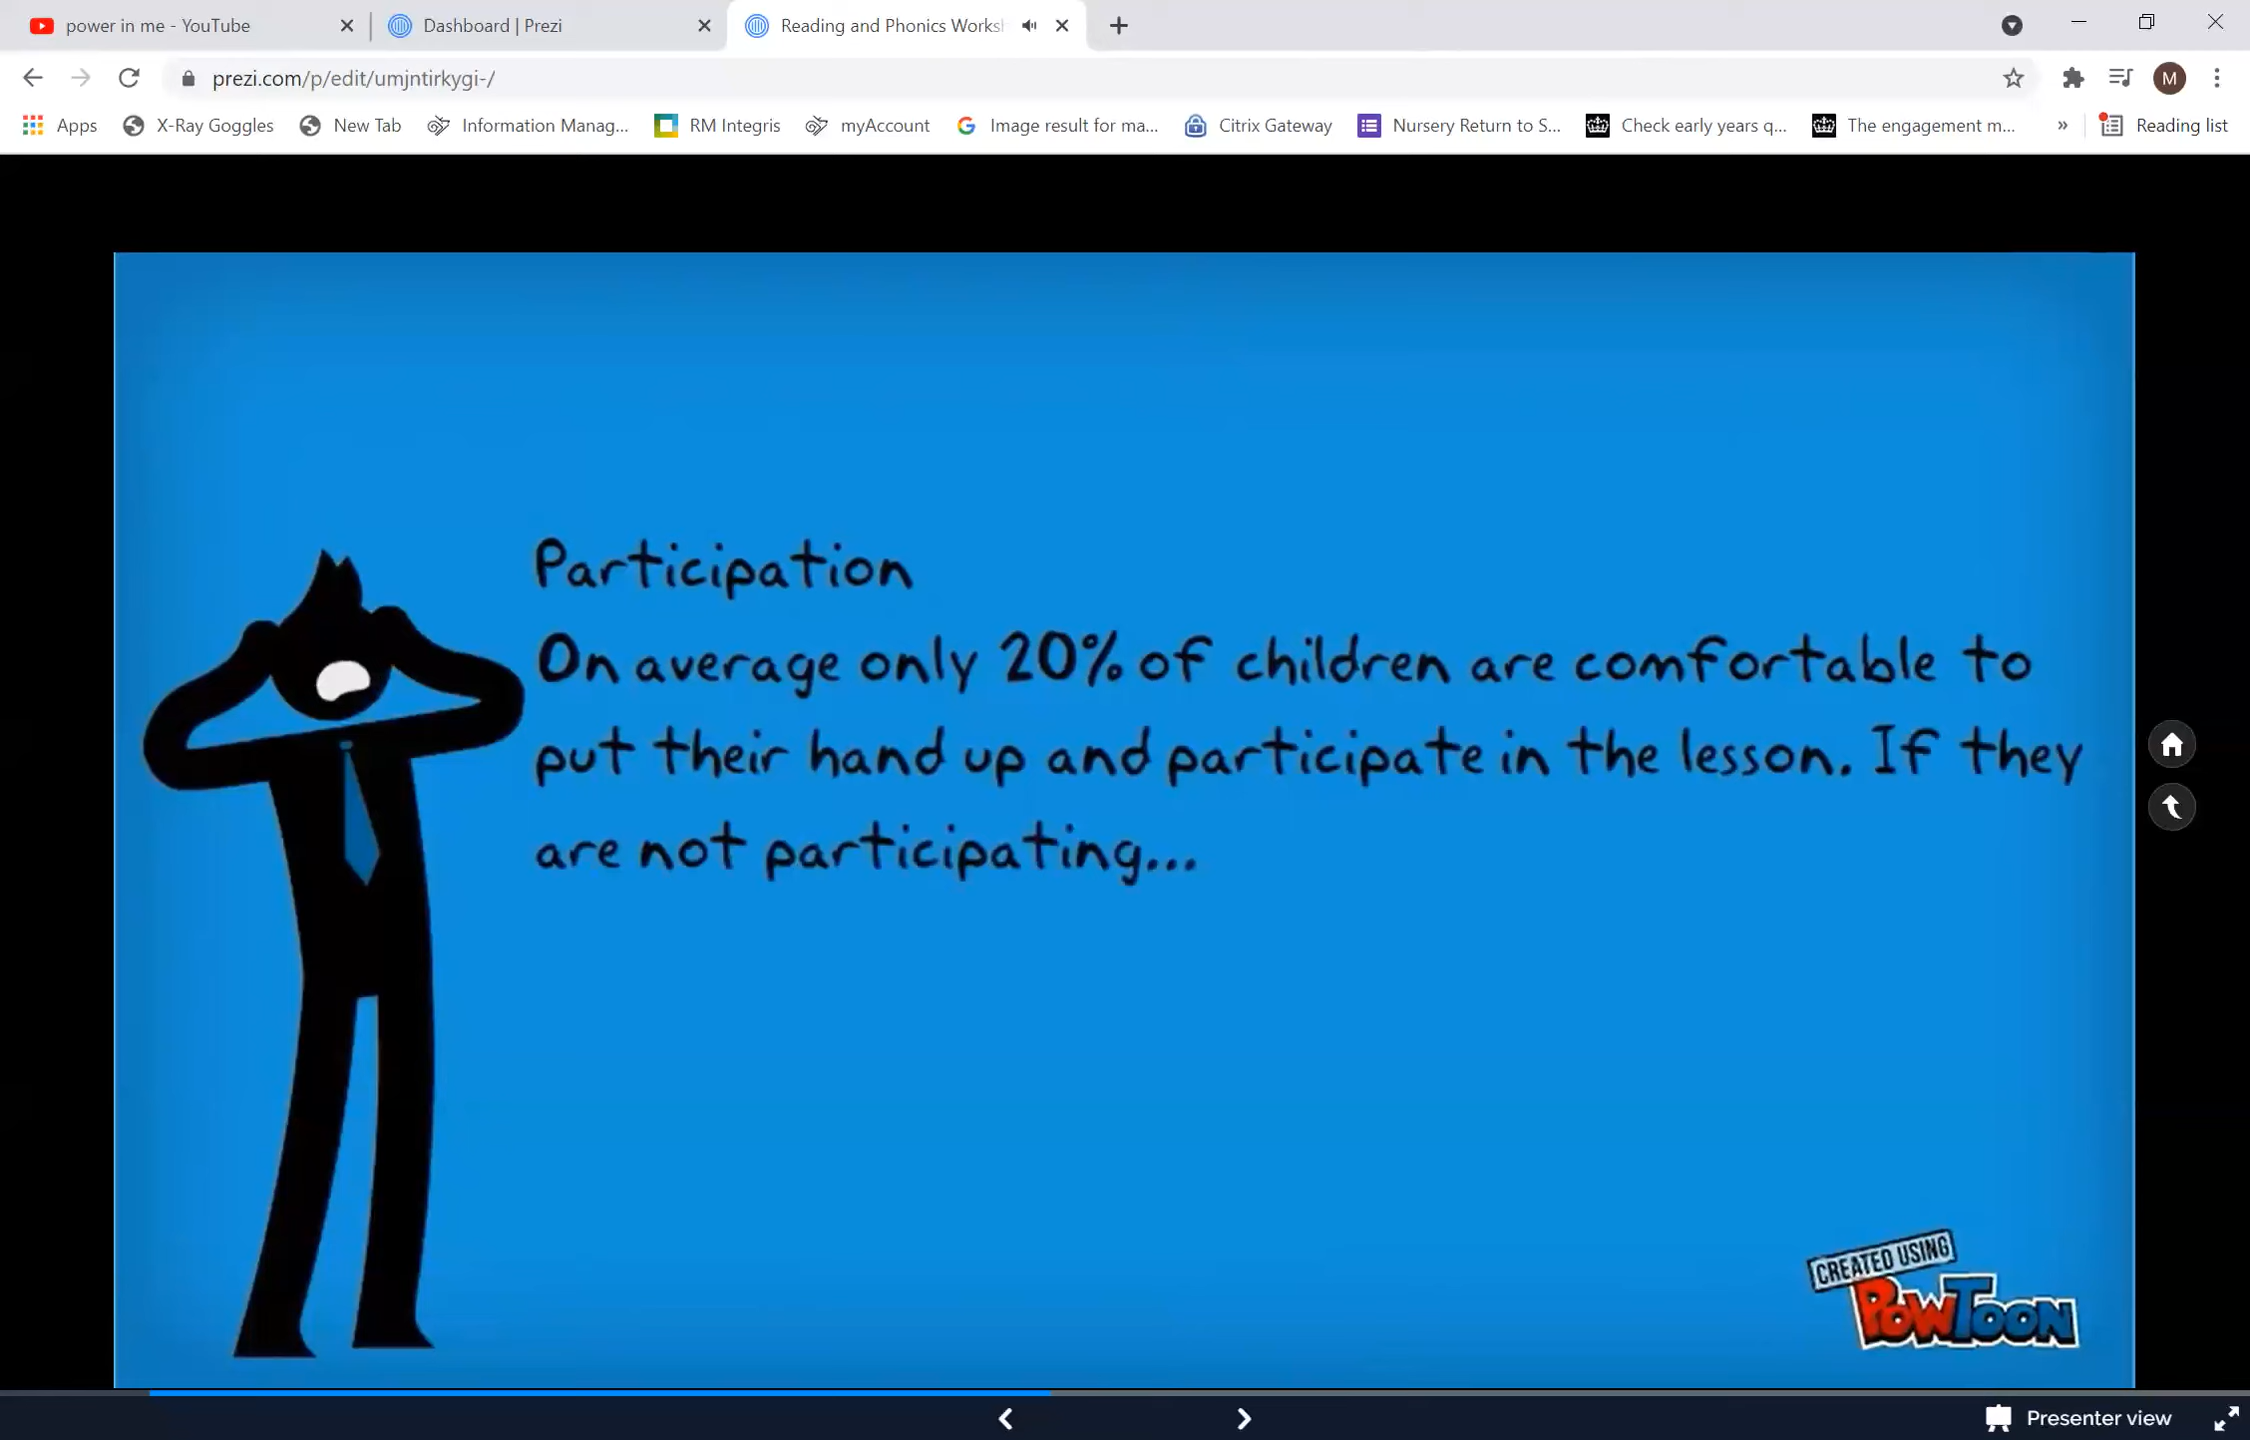 power in me - YouTube
Dashboard | Prezi
Reading and Phonics Worksh
prezi.com/p/edit/umjntirkygi-/
M
Apps
X-Ray Goggles
New Tab
Information Manag...
RM Integris
myAccount
Image result for ma...
Citrix Gateway
Nursery Return to S...
Check early years q...
The engagement m...
»
Reading list
Participation
On average only 20% of children are comfortable to
put their hand up and participate in the lesson. If they
are not participating...
CREATED USING
POWTOON
Presenter view